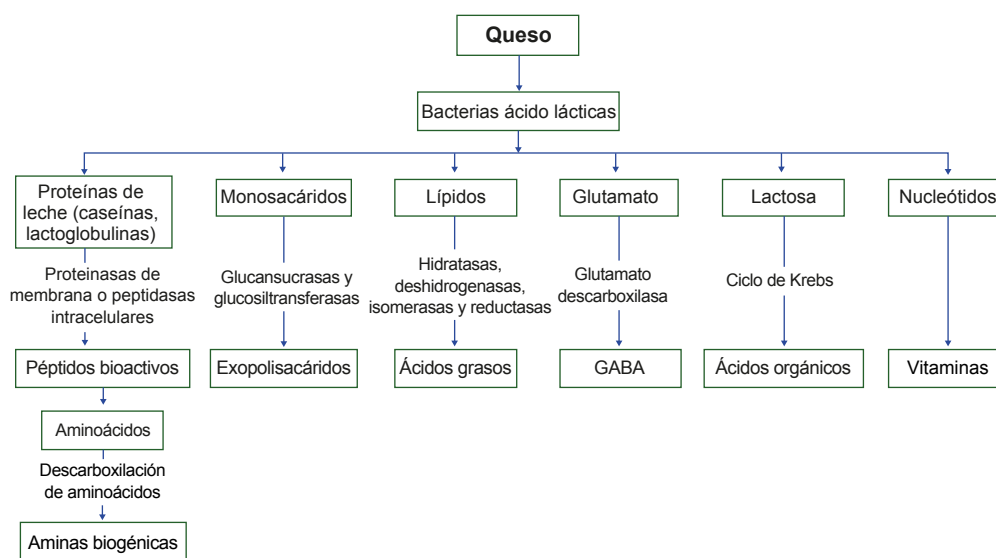 Queso
Bacterias ácido lácticas
Proteínas de
leche (caseínas,
lactoglobulinas)
Monosacáridos
Lípidos
Glutamato
Lactosa
Nucleótidos
Proteinasas de
membrana o peptidasas
intracelulares
Glucansucrasas y
glucosiltransferasas
Hidratasas,
deshidrogenasas,
isomerasas y reductasas
Glutamato
descarboxilasa
Ciclo de Krebs
Péptidos bioactivos
Exopolisacáridos
Ácidos grasos
GABA
Ácidos orgánicos
Vitaminas
Aminoácidos
Descarboxilación
de aminoácidos
Aminas biogénicas